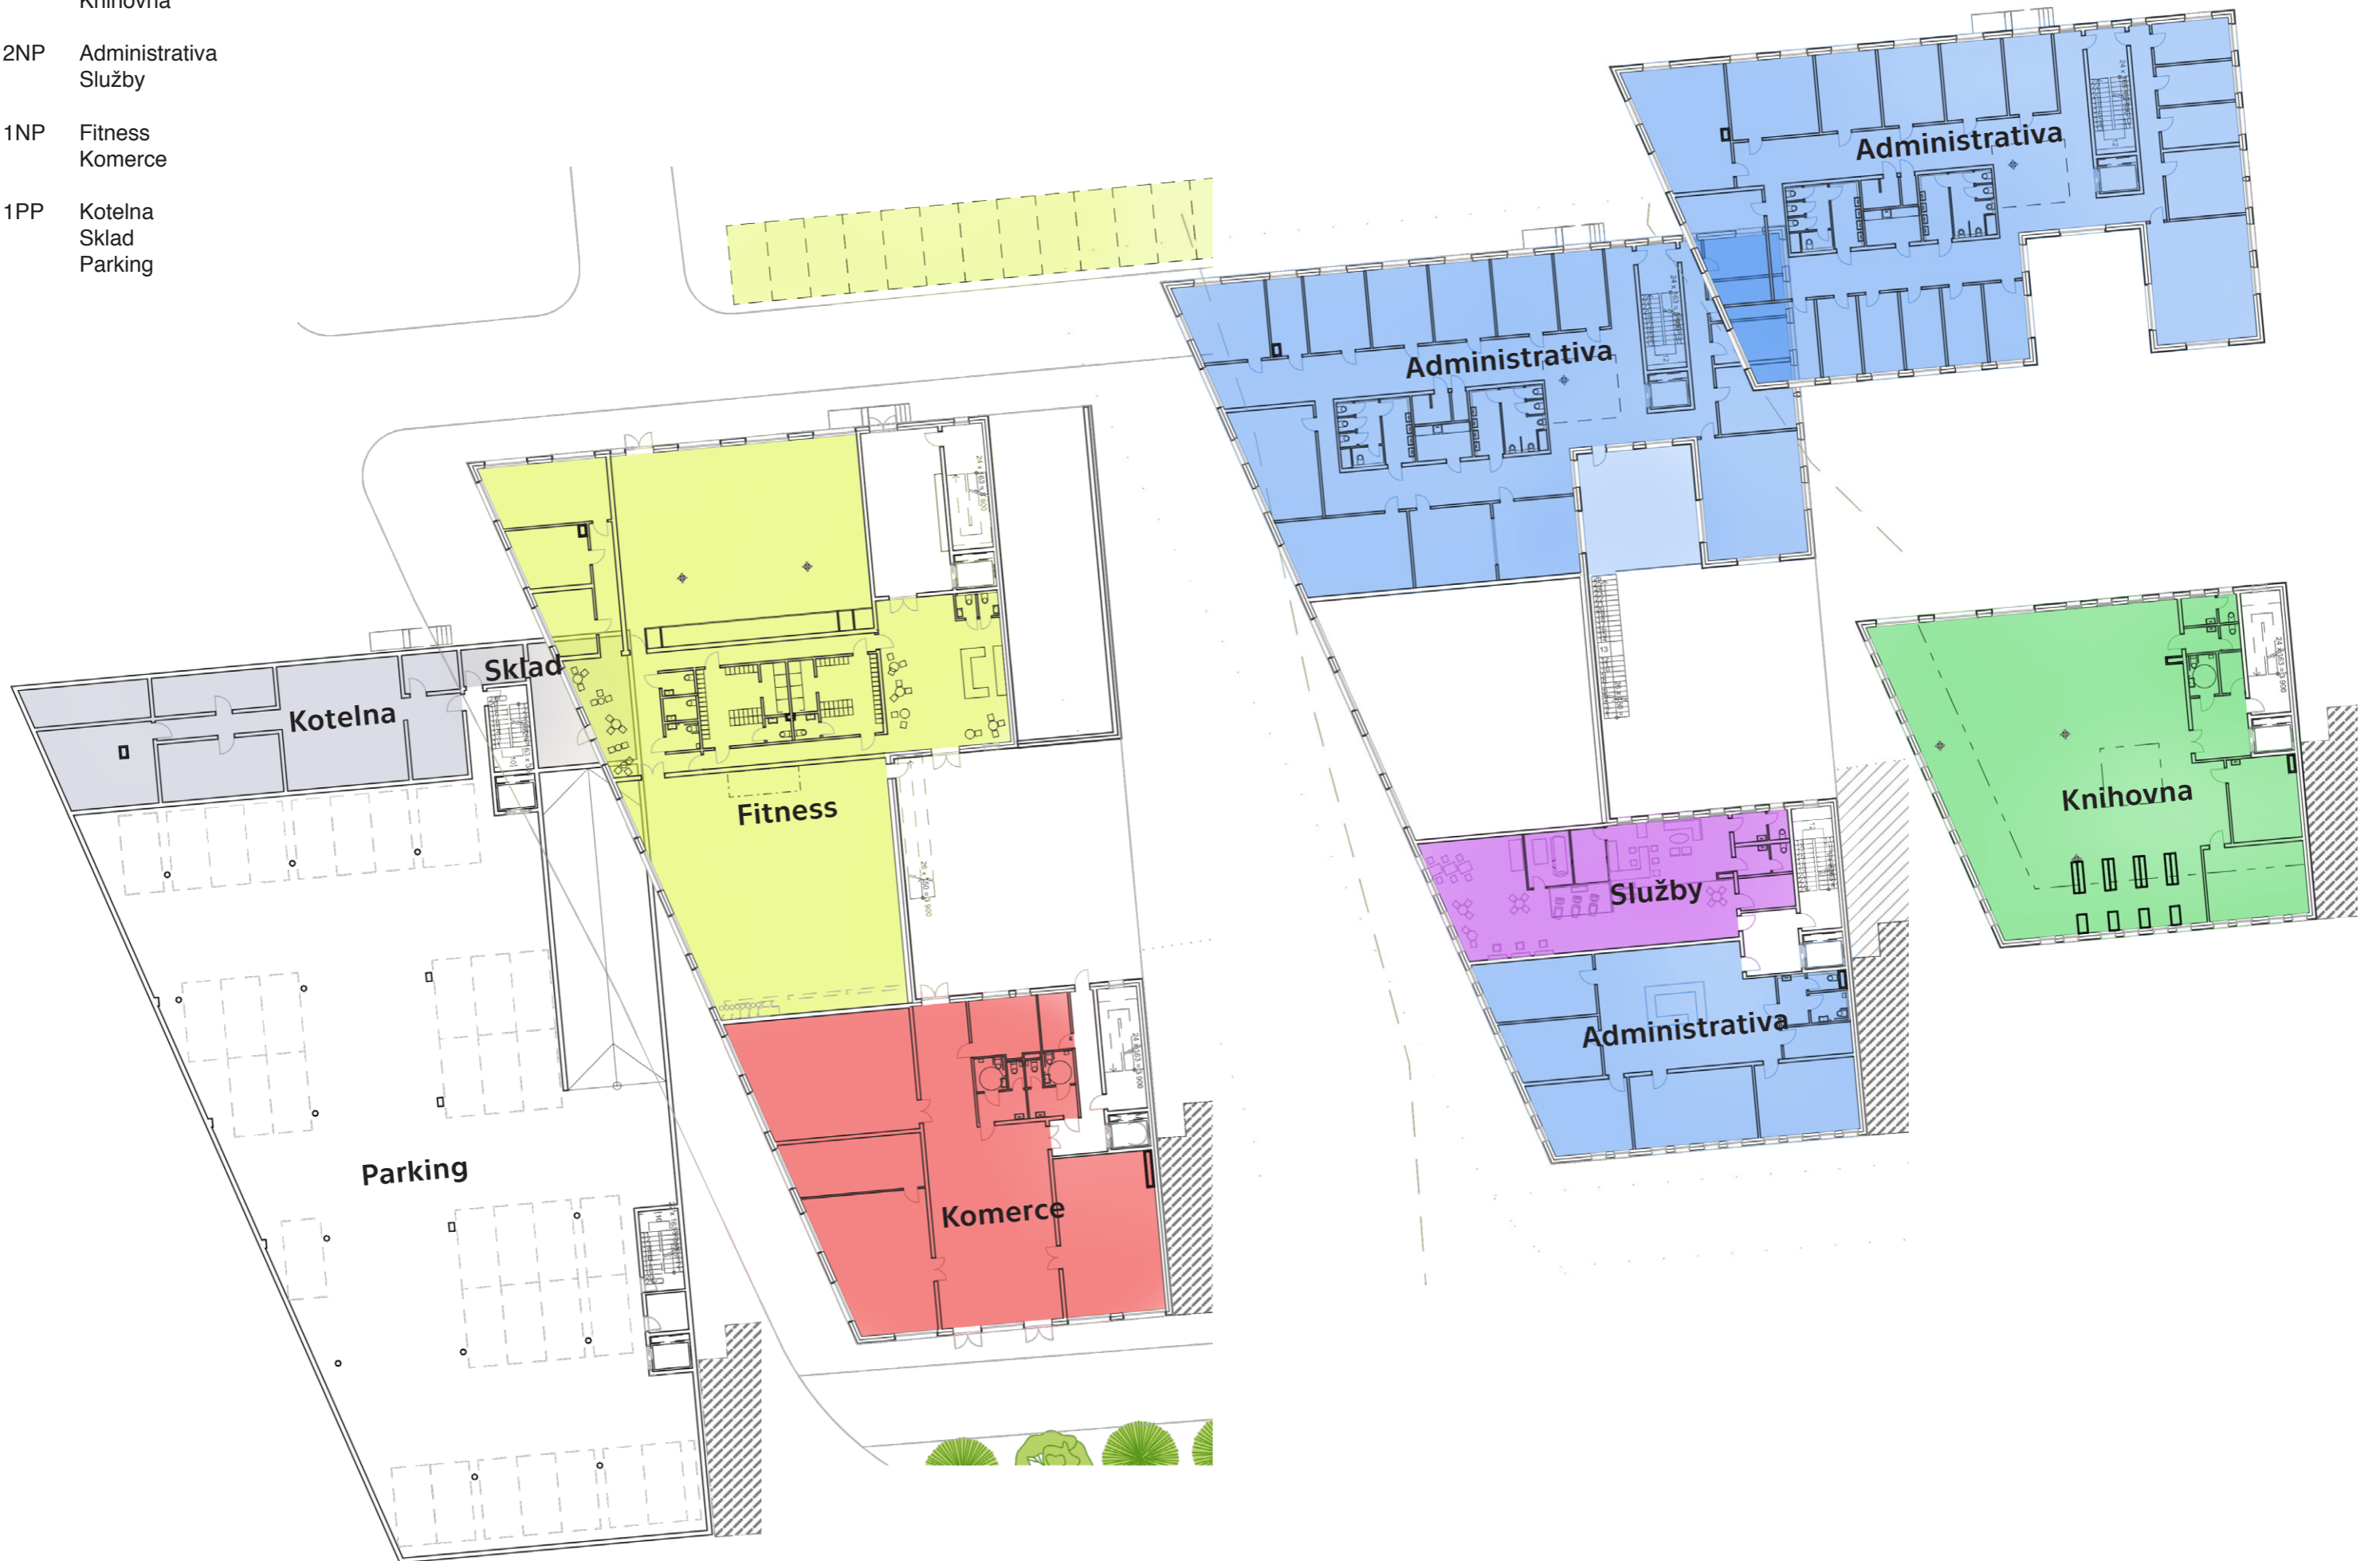 Knihovna
2NP Administrativa
Služby
1NP Fitness
Komerce
1PP Kotelna
Sklad
Parking
Administrativa
Administrativa
Sklad
Kotelna
Fitness
Knihovna
Služby
Administrativa
Parking
Komerce